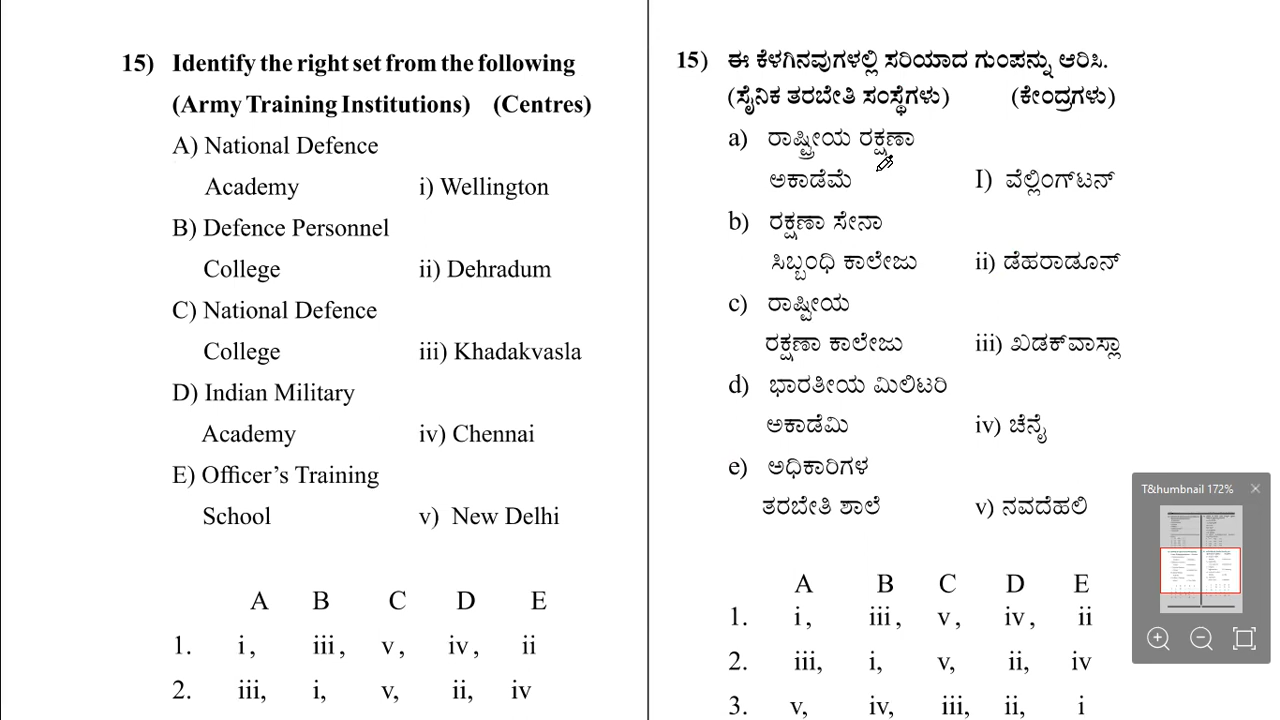 15) Identify the right set from the following
(Army Training Institutions) (Centres)
A) National Defence
Academy i) Wellington
B) Defence Personnel
College ii) Dehradum
C) National Defence
College iii) Khadakvasla
D) Indian Military
Academy iv) Chennai
E) Officer's Training
School v) New Delhi
A B C D E
1. i, iii, v, iv, ii
2. iii, i, v, ii, iv
15) ಈ ಕೆಳಗಿನವುಗಳಲ್ಲಿ ಸರಿಯಾದ ಗುಂಪನ್ನು ಆರಿಸಿ.
(ಸೈನಿಕ ತರಬೇತಿ ಸಂಸ್ಥೆಗಳು) (ಕೇಂದ್ರಗಳು)
a) ರಾಷ್ಟ್ರೀಯ ರಕ್ಷಣಾ
ಅಕಾಡೆಮೆ I) ವೆಲ್ಲಿಂಗ್‌ಟನ್
b) ರಕ್ಷಣಾ ಸೇನಾ
ಸಿಬ್ಬಂಧಿ ಕಾಲೇಜು ii) ಡೆಹರಾಡೂನ್
c) ರಾಷ್ಟೀಯ
ರಕ್ಷಣಾ ಕಾಲೇಜು iii) ಖಡಕ್‌ವಾಸ್ಲಾ
d) ಭಾರತೀಯ ಮಿಲಿಟರಿ
ಅಕಾಡೆಮಿ iv) ಚೆನೈ
e) ಅಧಿಕಾರಿಗಳ
ತರಬೇತಿ ಶಾಲೆ v) ನವದೆಹಲಿ
A B C D E
1. i, iii, v, iv, ii
2. iii, i, v, ii, iv
3. v, iv, iii, ii, i
T&humbnail 172%